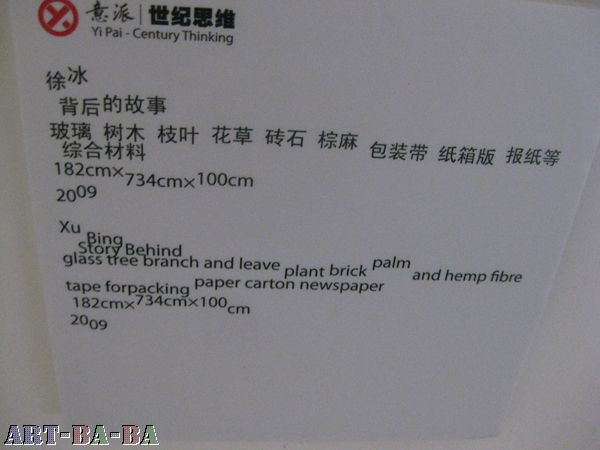 意派 世纪思维
Yi Pai - Century Thinking
徐冰
背后的故事
玻璃 树木 枝叶 花草 砖石 棕麻 包装带 纸箱版 报纸等
综合材料
182cm×734cm×100cm
2009
Xu Bing
Story Behind
glass tree branch and leave plant brick palm and hemp fibre
tape forpacking paper carton newspaper
182cm×734cm×100cm
2009
ART-BA-BA